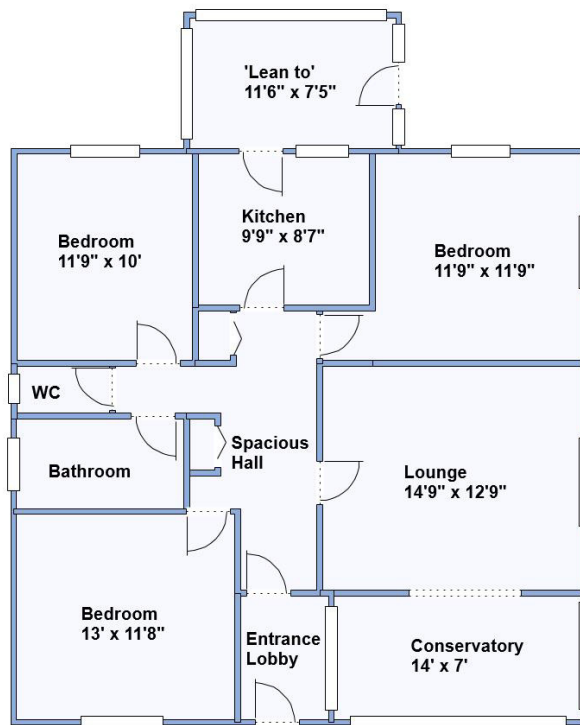 'Lean to'
11'6" x 7'5"
Kitchen
9'9" x 8'7"
Bedroom
11'9" x 10'
Bedroom
11'9" x 11'9"
WC
Bathroom
Spacious
Hall
Lounge
14'9" x 12'9"
Bedroom
13' x 11'8"
Entrance
Lobby
Conservatory
14' x 7'